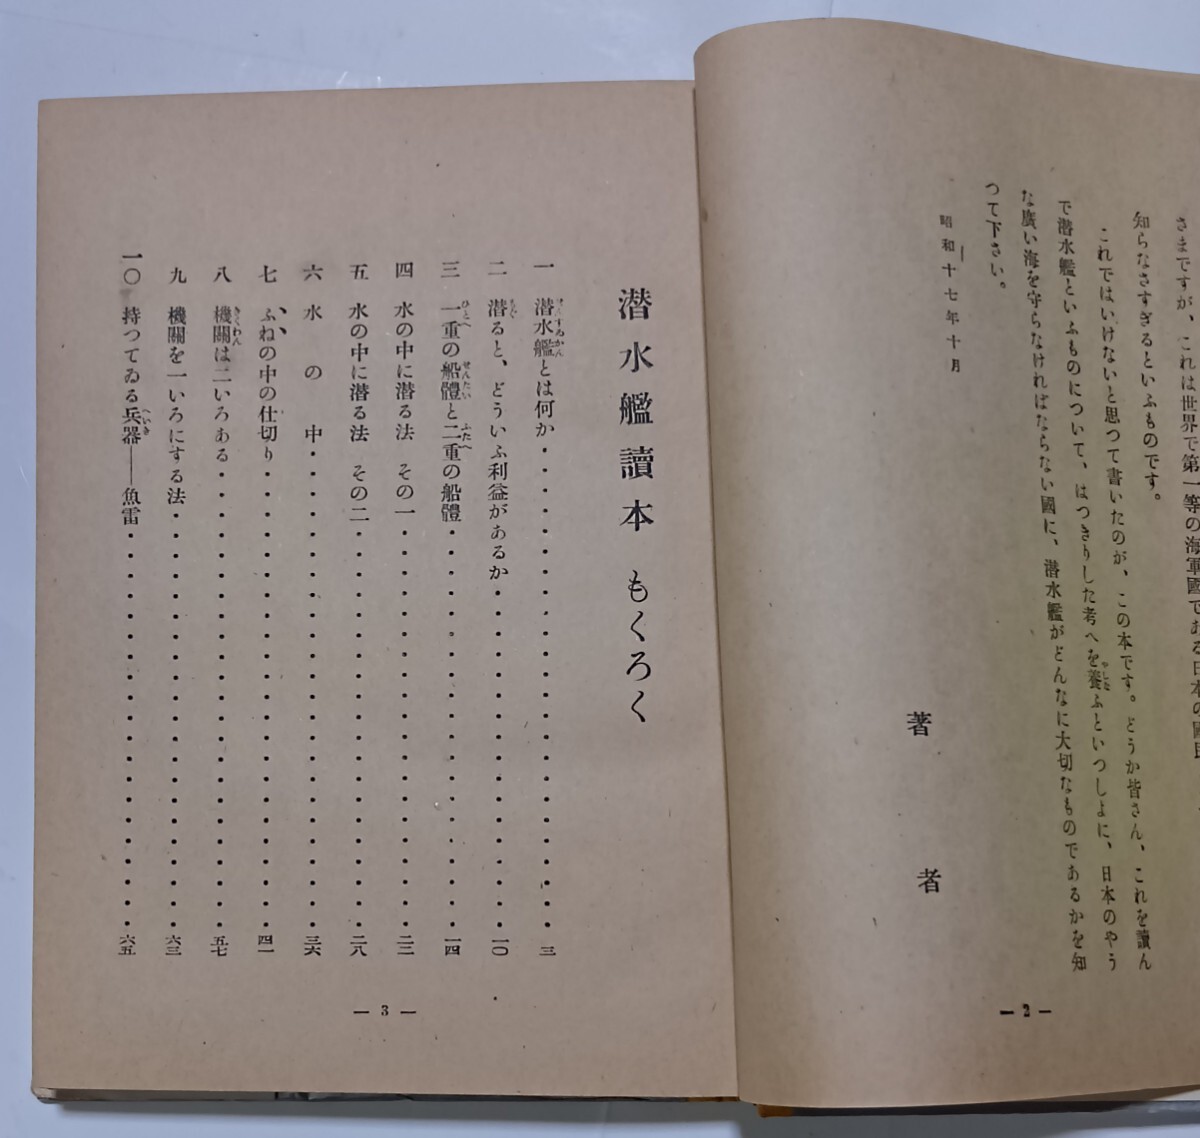 さまですが、これは世界で第一等の海軍國である日本の國民
知らなさすぎるといふものです。
これではいけないと思つて書いたのが、この本です。どうか皆さん、これを讀ん
で潜水艦といふものについて、はつきりした考へを養ふといつしよに、日本のやう
な廣い海を守らなければならない國に、潜水艦がどんなに大切なものであるかを知
つて下さい。
昭和十七年十月
著者
— 2 —
潜水艦讀本 もくろく
一 潜水艦とは何か・・・・・・・・・・・・三
二 潜ると、どういふ利益があるか・・・・・・・・・一〇
三 一重の船體と二重の船體・・・・・・・・・・一四
四 水の中に潜る法 その一・・・・・・・・・・二二
五 水の中に潜る法 その二・・・・・・・・・・二八
六 水の中・・・・・・・・・・・・三六
七 ふねの中の仕切り・・・・・・・・・・・・四一
八 機關は二いろある・・・・・・・・・・・・五七
九 機關を一いろにする法・・・・・・・・・・・六三
一〇 持つてゐる兵器——魚雷・・・・・・・・・・六五
— 3 —